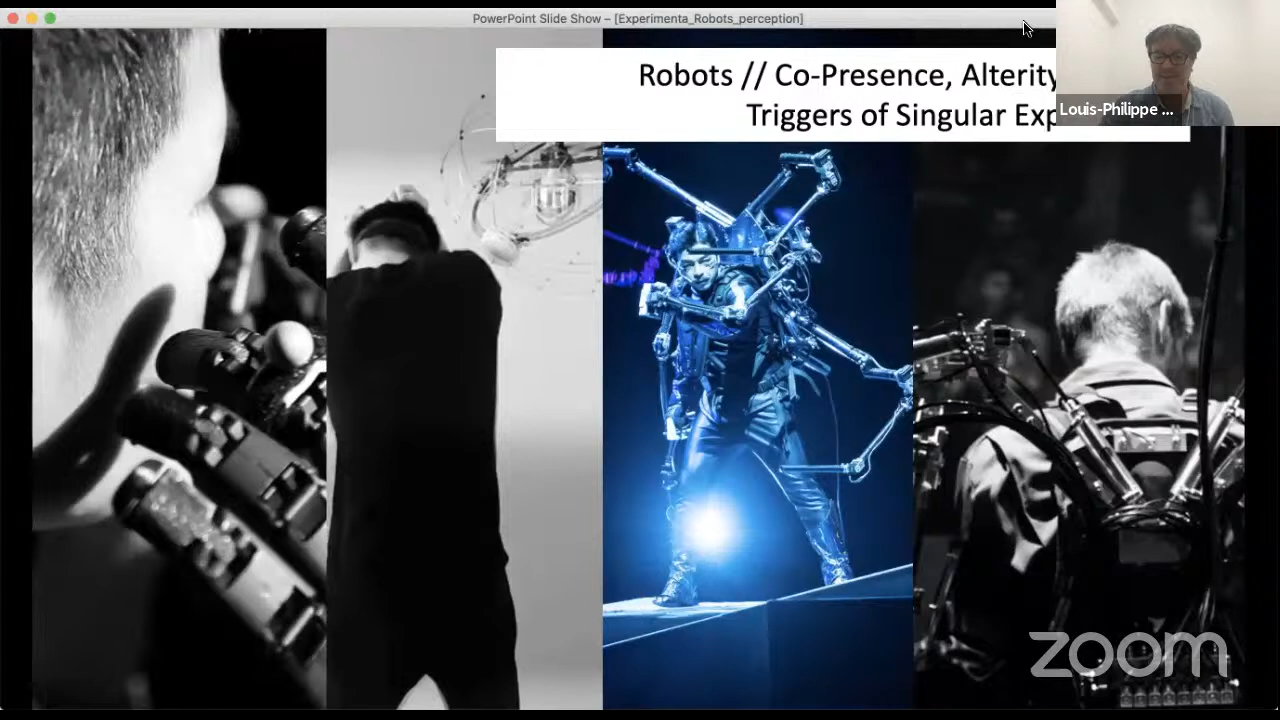 PowerPoint Slide Show – [Experimenta_Robots_perception]
Robots // Co-Presence, Alterity
Triggers of Singular Exp
Louis-Philippe ...
zoom